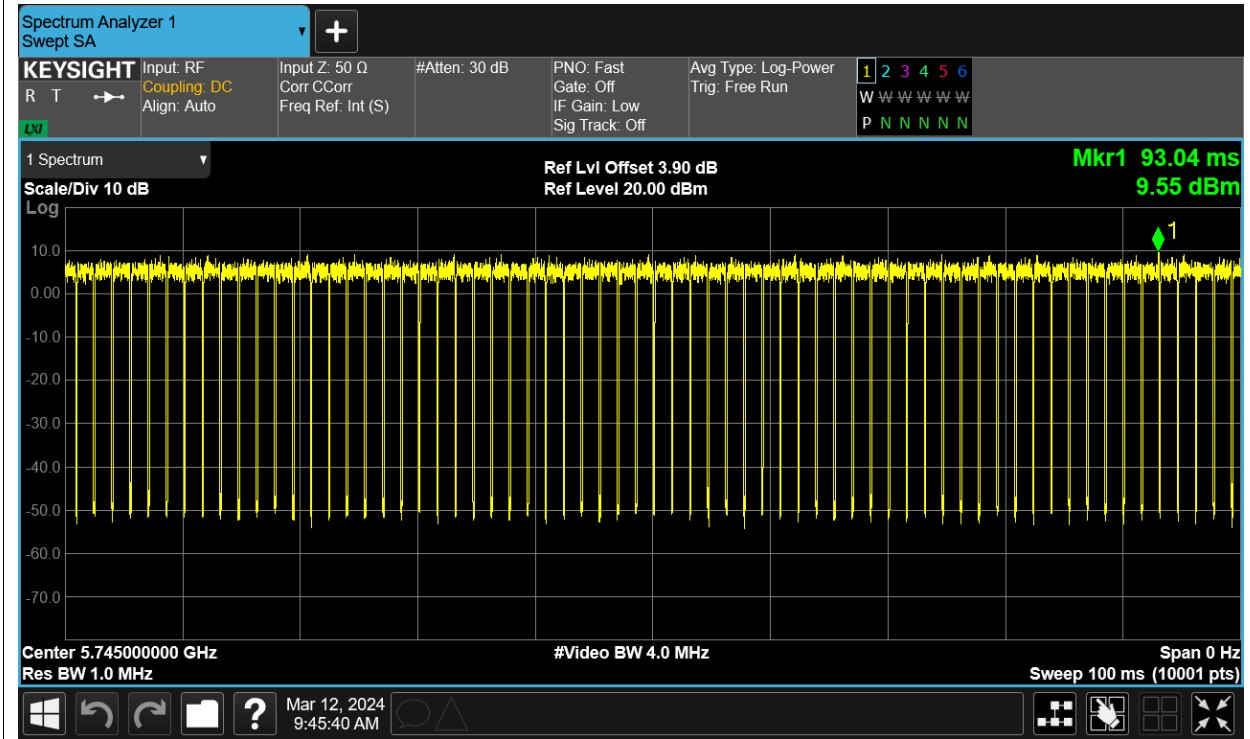 Spectrum Analyzer 1
Swept SA
KEYSIGHT
R T
LXI
Input: RF
Coupling: DC
Align: Auto
Input Z: 50 Ω
Corr CCorr
Freq Ref: Int (S)
#Atten: 30 dB
PNO: Fast
Gate: Off
IF Gain: Low
Sig Track: Off
Avg Type: Log-Power
Trig: Free Run
1 2 3 4 5 6
W W W W W W
P N N N N N
1 Spectrum
Scale/Div 10 dB
Log
Ref Lvl Offset 3.90 dB
Ref Level 20.00 dBm
Mkr1 93.04 ms
9.55 dBm
1
10.0
0.00
-10.0
-20.0
-30.0
-40.0
-50.0
-60.0
-70.0
Center 5.745000000 GHz
Res BW 1.0 MHz
#Video BW 4.0 MHz
Span 0 Hz
Sweep 100 ms (10001 pts)
?
Mar 12, 2024
9:45:40 AM